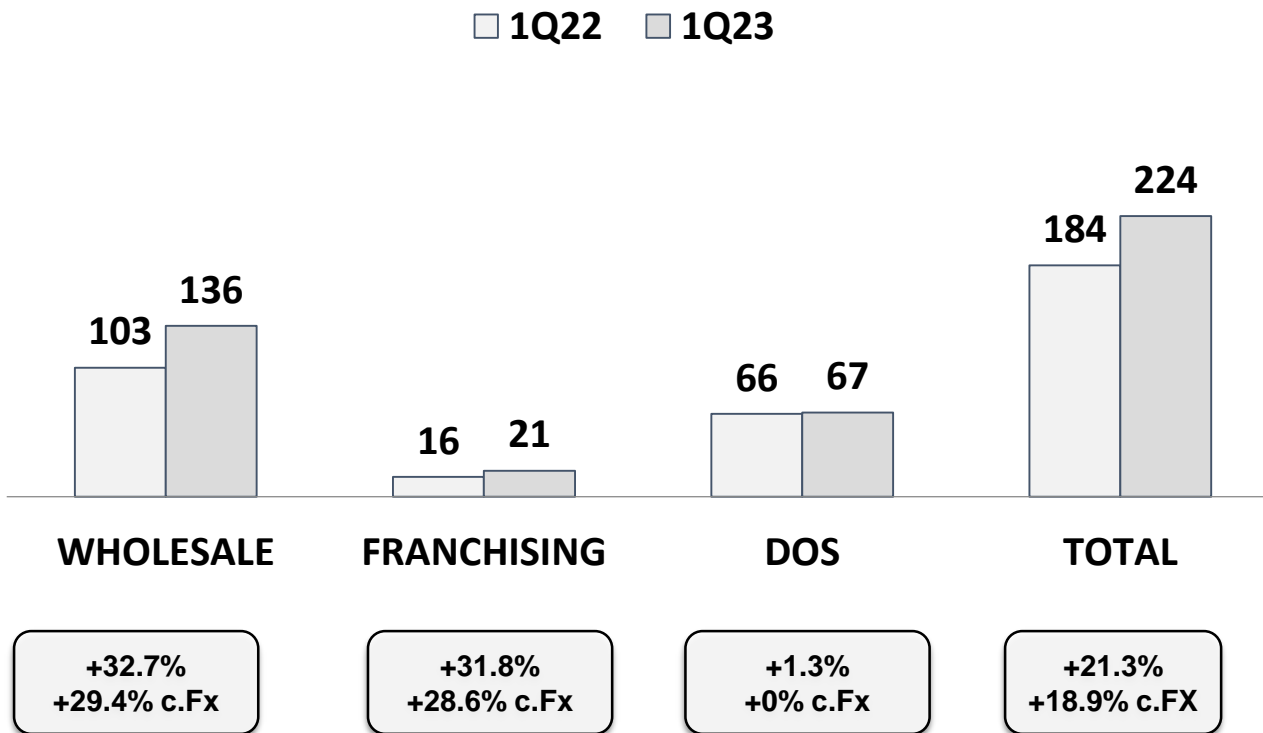 1Q22 1Q23
224
184
136
103
66 67
16 21
WHOLESALE FRANCHISING DOS TOTAL
+32.7%
+29.4% c.Fx
+31.8%
+28.6% c.Fx
+1.3%
+0% c.Fx
+21.3%
+18.9% c.FX